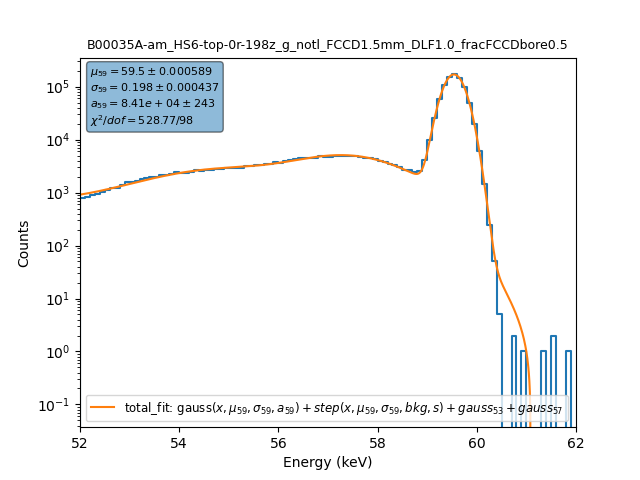 B00035A-am_HS6-top-0r-198z_g_notl_FCCD1.5mm_DLF1.0_fracFCCDbore0.5
μ₅₉ = 59.5 ± 0.000589
σ₅₉ = 0.198 ± 0.000437
a₅₉ = 8.41e + 04 ± 243
χ²/dof = 528.77/98
10⁵
10⁴
10³
10²
10¹
10⁰
10⁻¹
Counts
total_fit: gauss(x, μ₅₉, σ₅₉, a₅₉) + step(x, μ₅₉, σ₅₉, bkg, s) + gauss₅₃ + gauss₅₇
52 54 56 58 60 62
Energy (keV)